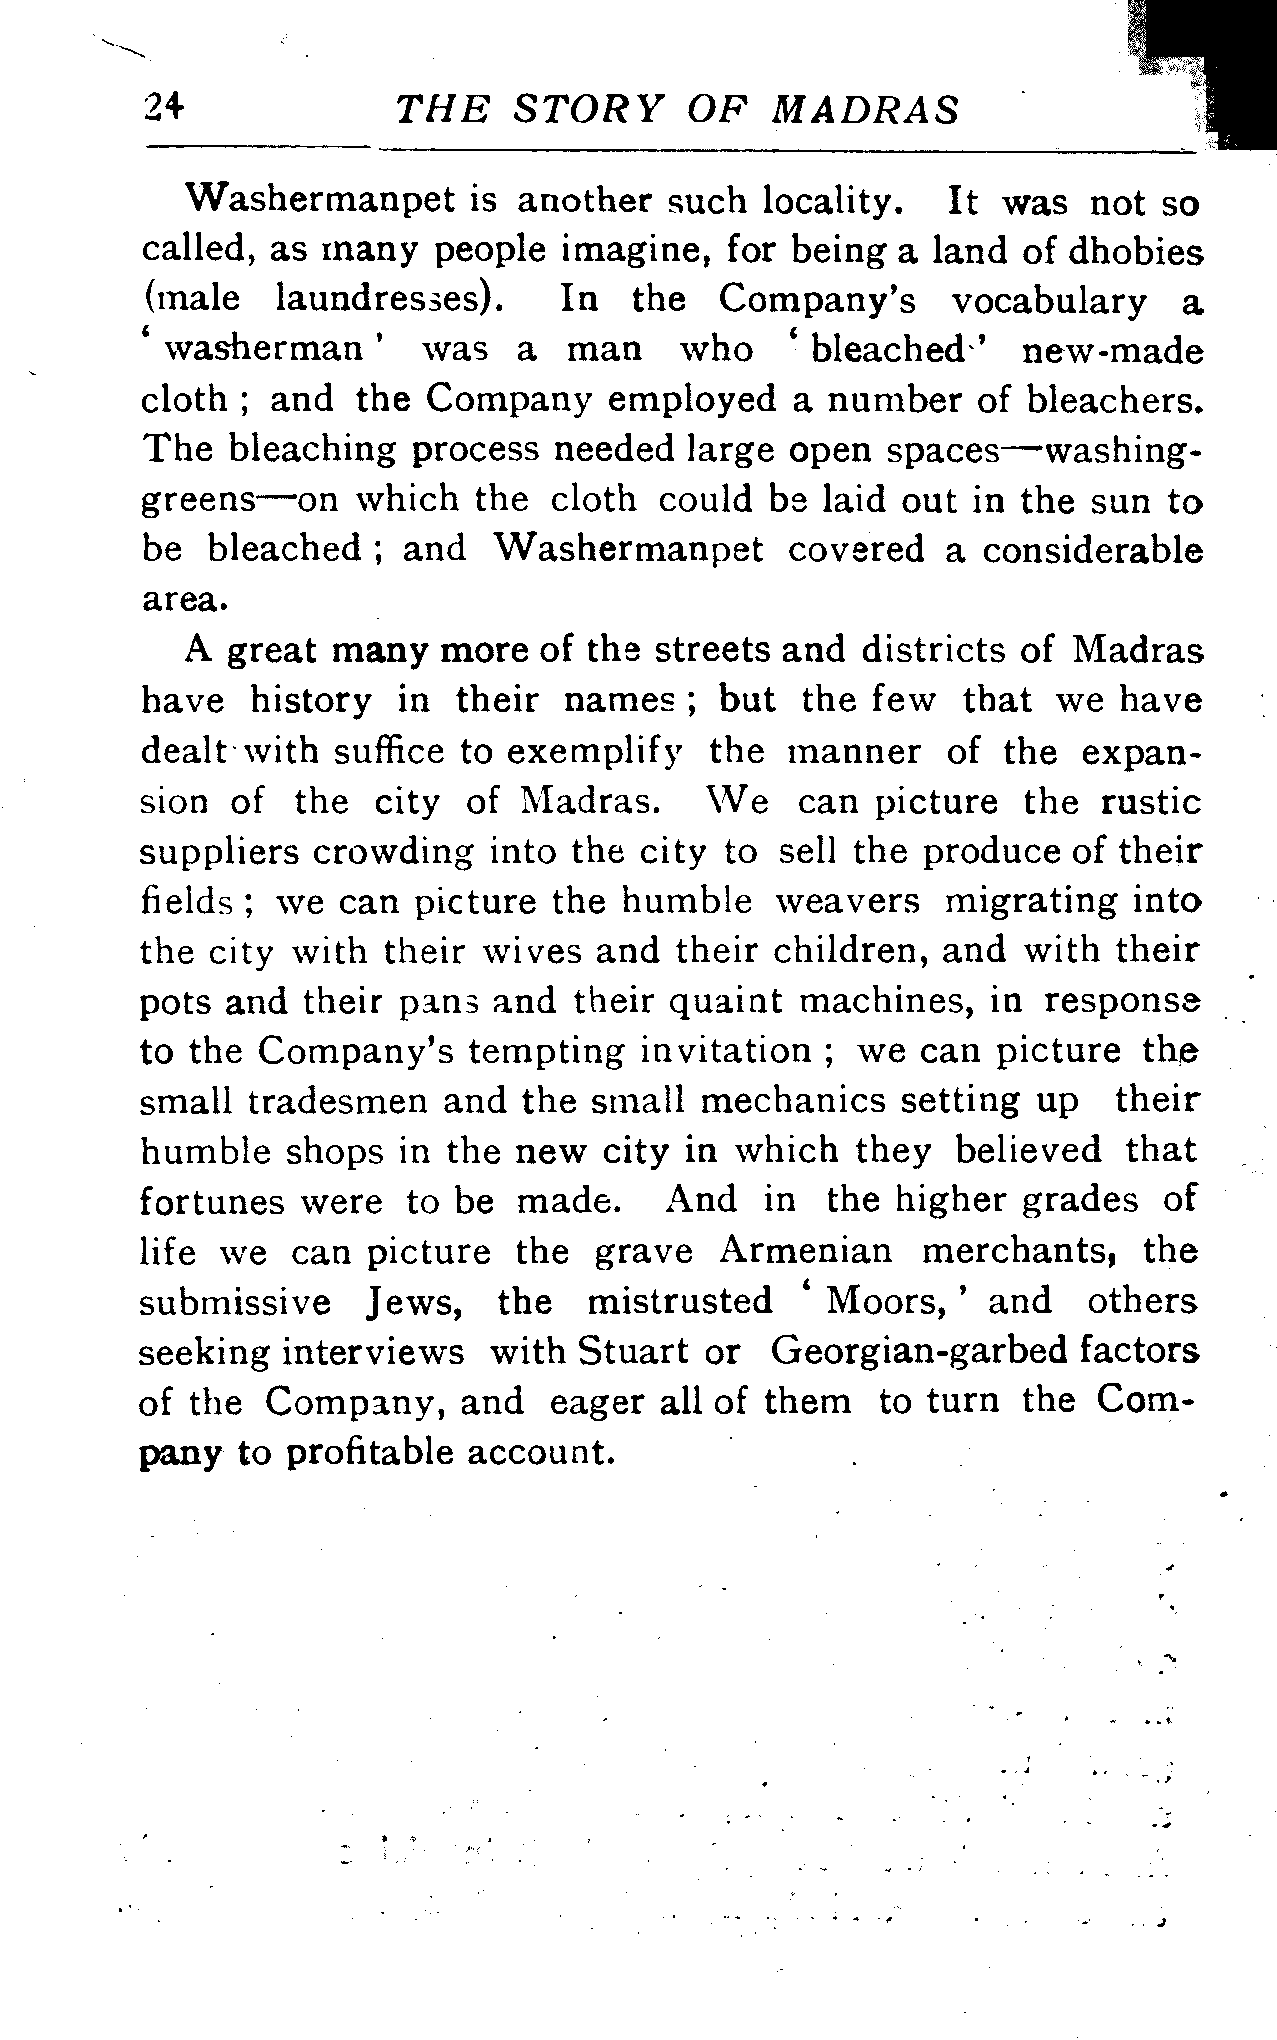 24 THE STORY OF MADRAS
Washermanpet is another such locality. It was not so
called, as many people imagine, for being a land of dhobies
(male laundresses). In the Company's vocabulary a
‘ washerman ’ was a man who ‘ bleached ’ new-made
cloth ; and the Company employed a number of bleachers.
The bleaching process needed large open spaces—washing-
greens—on which the cloth could be laid out in the sun to
be bleached ; and Washermanpet covered a considerable
area.
A great many more of the streets and districts of Madras
have history in their names ; but the few that we have
dealt with suffice to exemplify the manner of the expan-
sion of the city of Madras. We can picture the rustic
suppliers crowding into the city to sell the produce of their
fields ; we can picture the humble weavers migrating into
the city with their wives and their children, and with their
pots and their pans and their quaint machines, in response
to the Company's tempting invitation ; we can picture the
small tradesmen and the small mechanics setting up their
humble shops in the new city in which they believed that
fortunes were to be made. And in the higher grades of
life we can picture the grave Armenian merchants, the
submissive Jews, the mistrusted ‘ Moors, ’ and others
seeking interviews with Stuart or Georgian-garbed factors
of the Company, and eager all of them to turn the Com-
pany to profitable account.